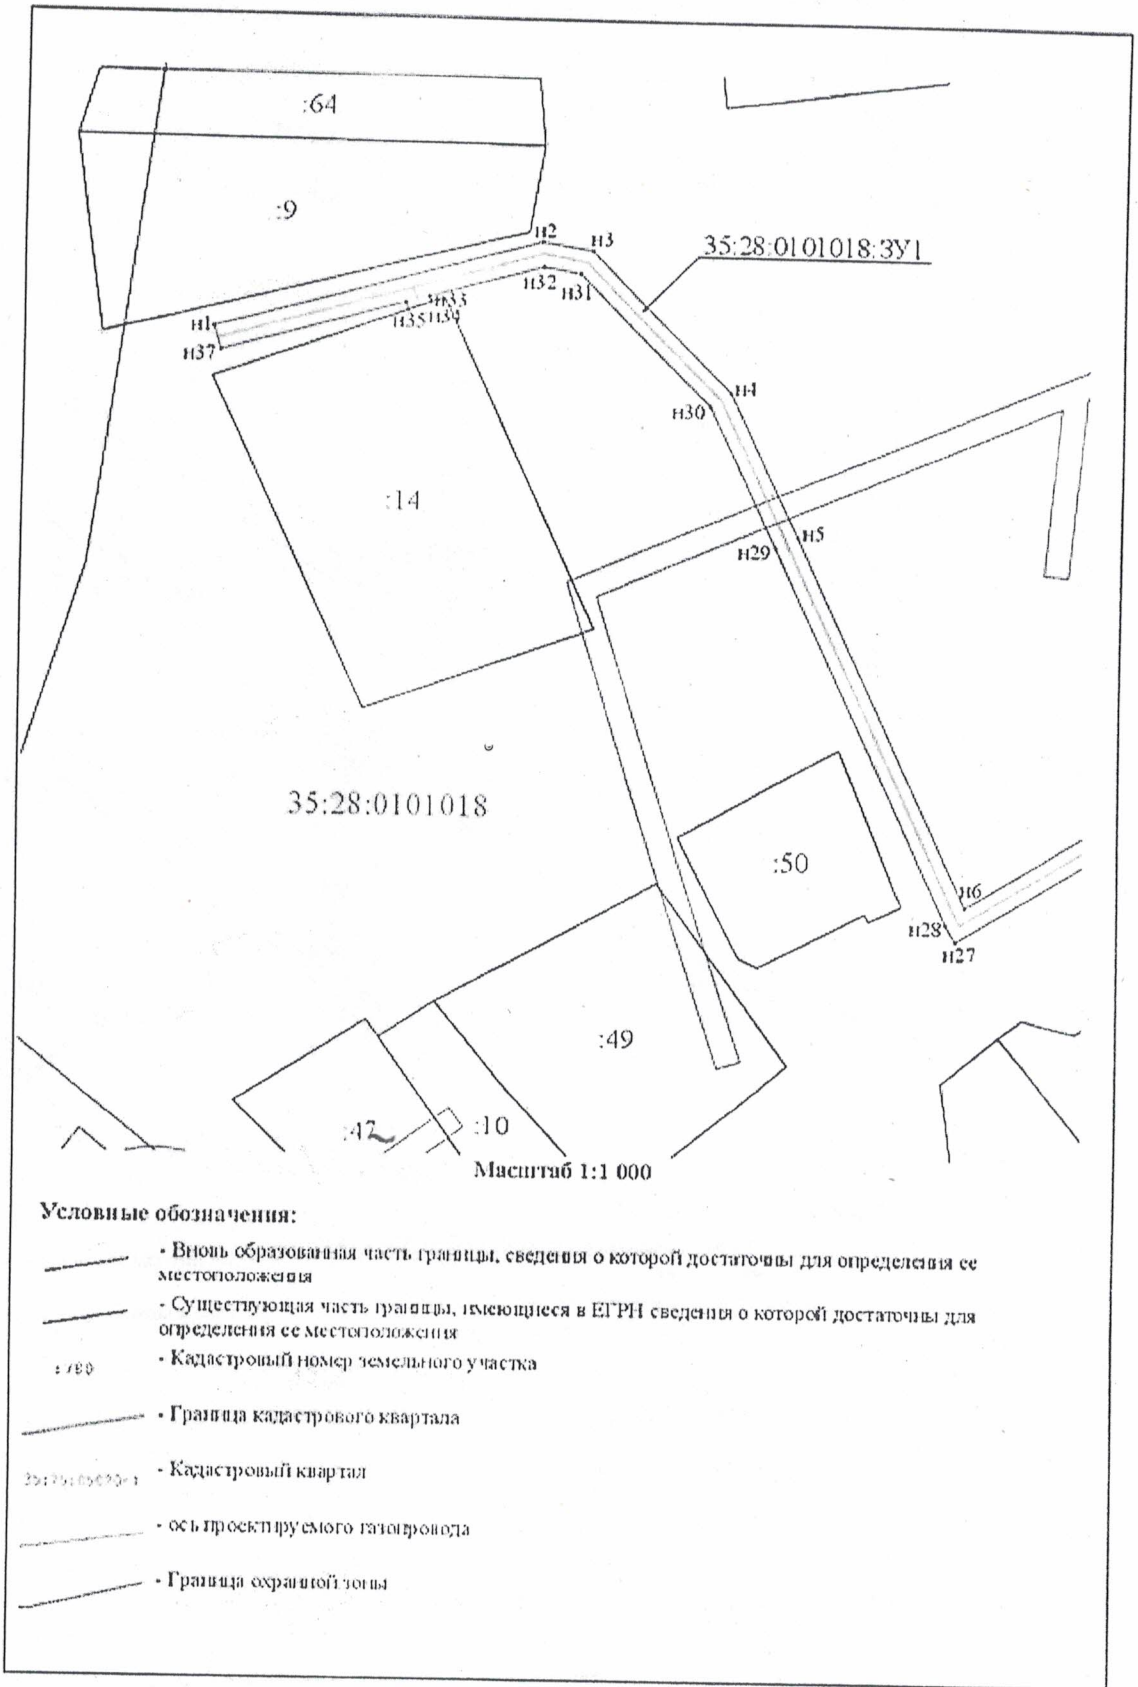 :64
:9
н2
н3
35:28:0101018:ЗУ1
н32
н31
н33
н34
н35
н1
н37
н4
н30
:14
н5
н29
35:28:0101018
:50
н6
н28
н27
:49
:47
:10
Масштаб 1:1 000
Условные обозначения:
- Вновь образованная часть границы, сведения о которой достаточны для определения ее
местоположения
- Существующая часть границы, имеющиеся в ЕГРН сведения о которой достаточны для
определения ее местоположения
- Кадастровый номер земельного участка
- Граница кадастрового квартала
- Кадастровый квартал
- ось проектируемого газопровода
- Граница охранной зоны